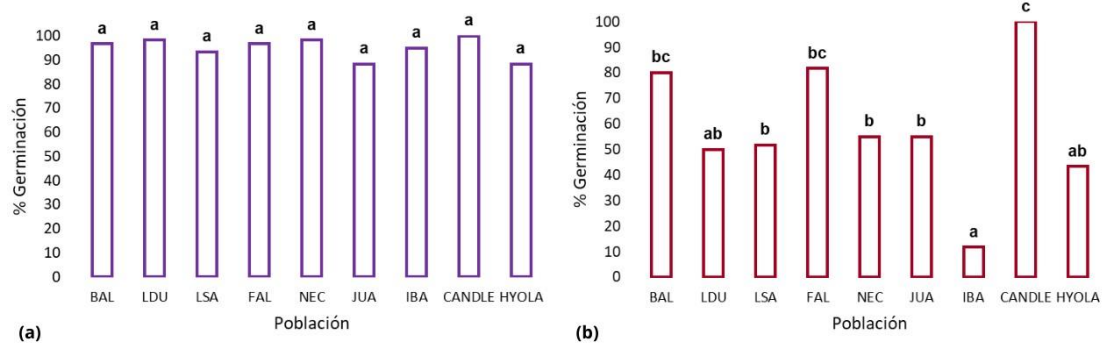 % Germinación
100
90
80
70
60
50
40
30
20
10
0
a a a a a a a a a
BAL LDU LSA FAL NEC JUA IBA CANDLE HYOLA
Población
(a)
% Germinación
100
90
80
70
60
50
40
30
20
10
0
bc ab b bc b b a c ab
BAL LDU LSA FAL NEC JUA IBA CANDLE HYOLA
Población
(b)